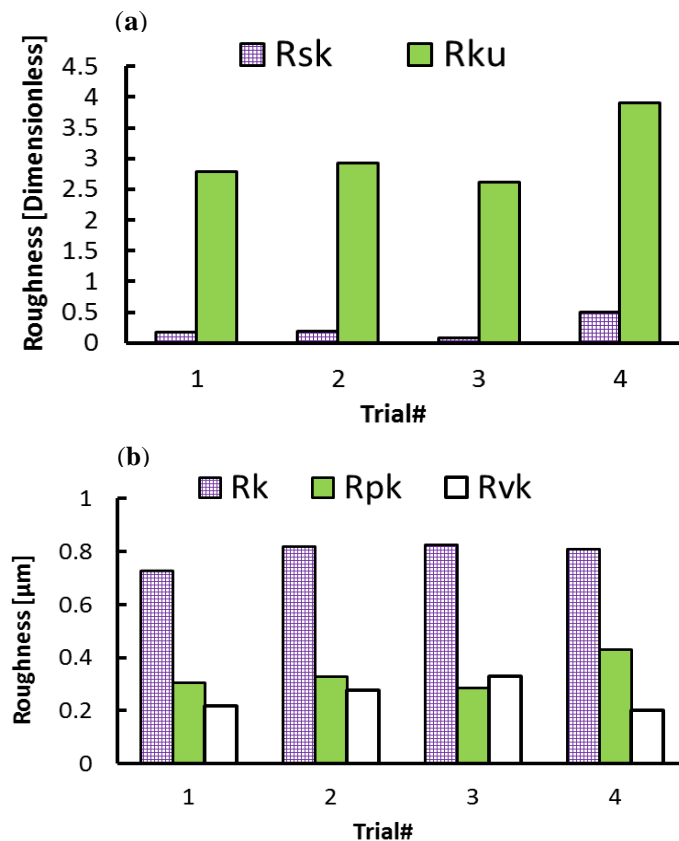 (a)
Rsk Rku
Roughness [Dimensionless]
4.5
4
3.5
3
2.5
2
1.5
1
0.5
0
1 2 3 4
Trial#
(b)
Rk Rpk Rvk
Roughness [µm]
1
0.8
0.6
0.4
0.2
0
1 2 3 4
Trial#